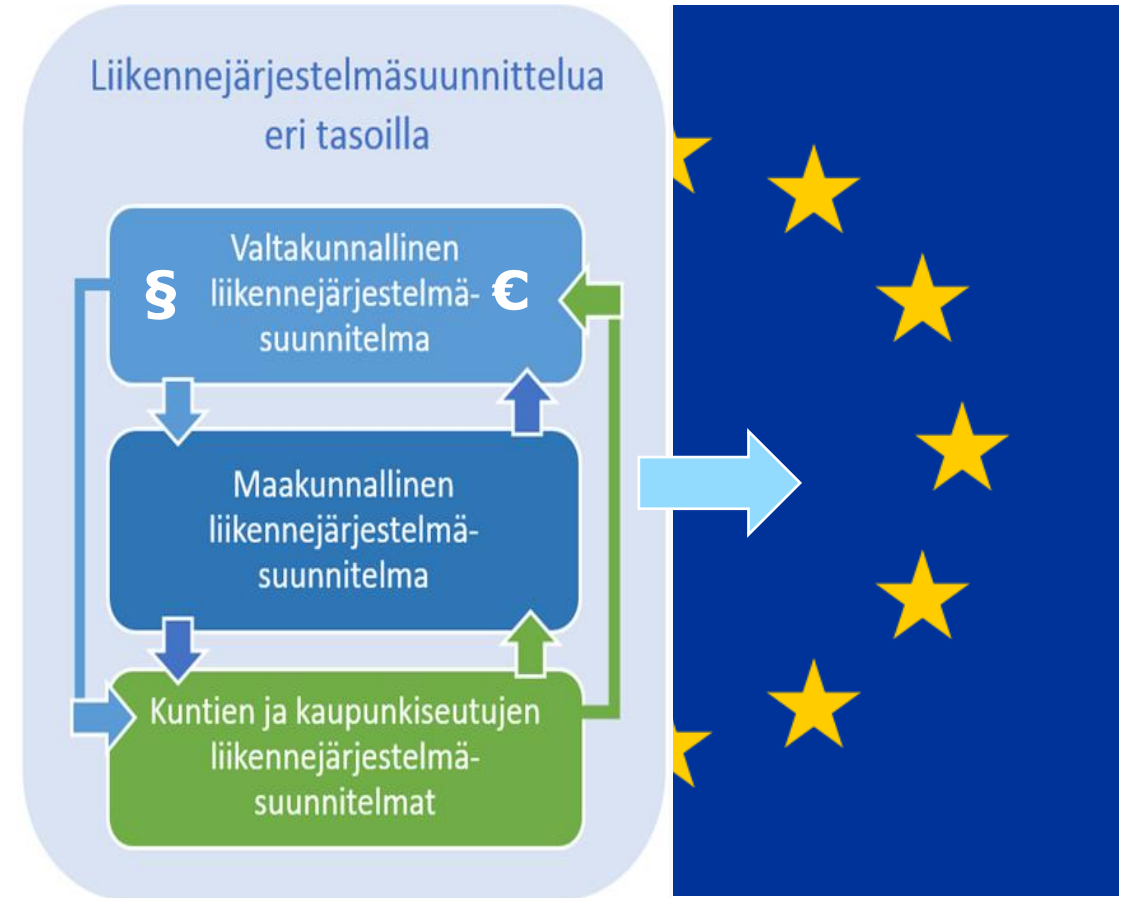 Liikennejärjestelmäsuunnittelua
eri tasoilla
Valtakunnallinen
§ liikennejärjestelmä- €
suunnitelma
Maakunnallinen
liikennejärjestelmä-
suunnitelma
Kuntien ja kaupunkiseutujen
liikennejärjestelmä-
suunnitelmat